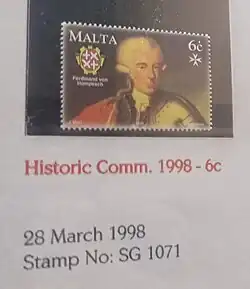 MALTA 6c
Ferdinand von
Hompesch
Historic Comm. 1998 - 6c
28 March 1998
Stamp No: SG 1071